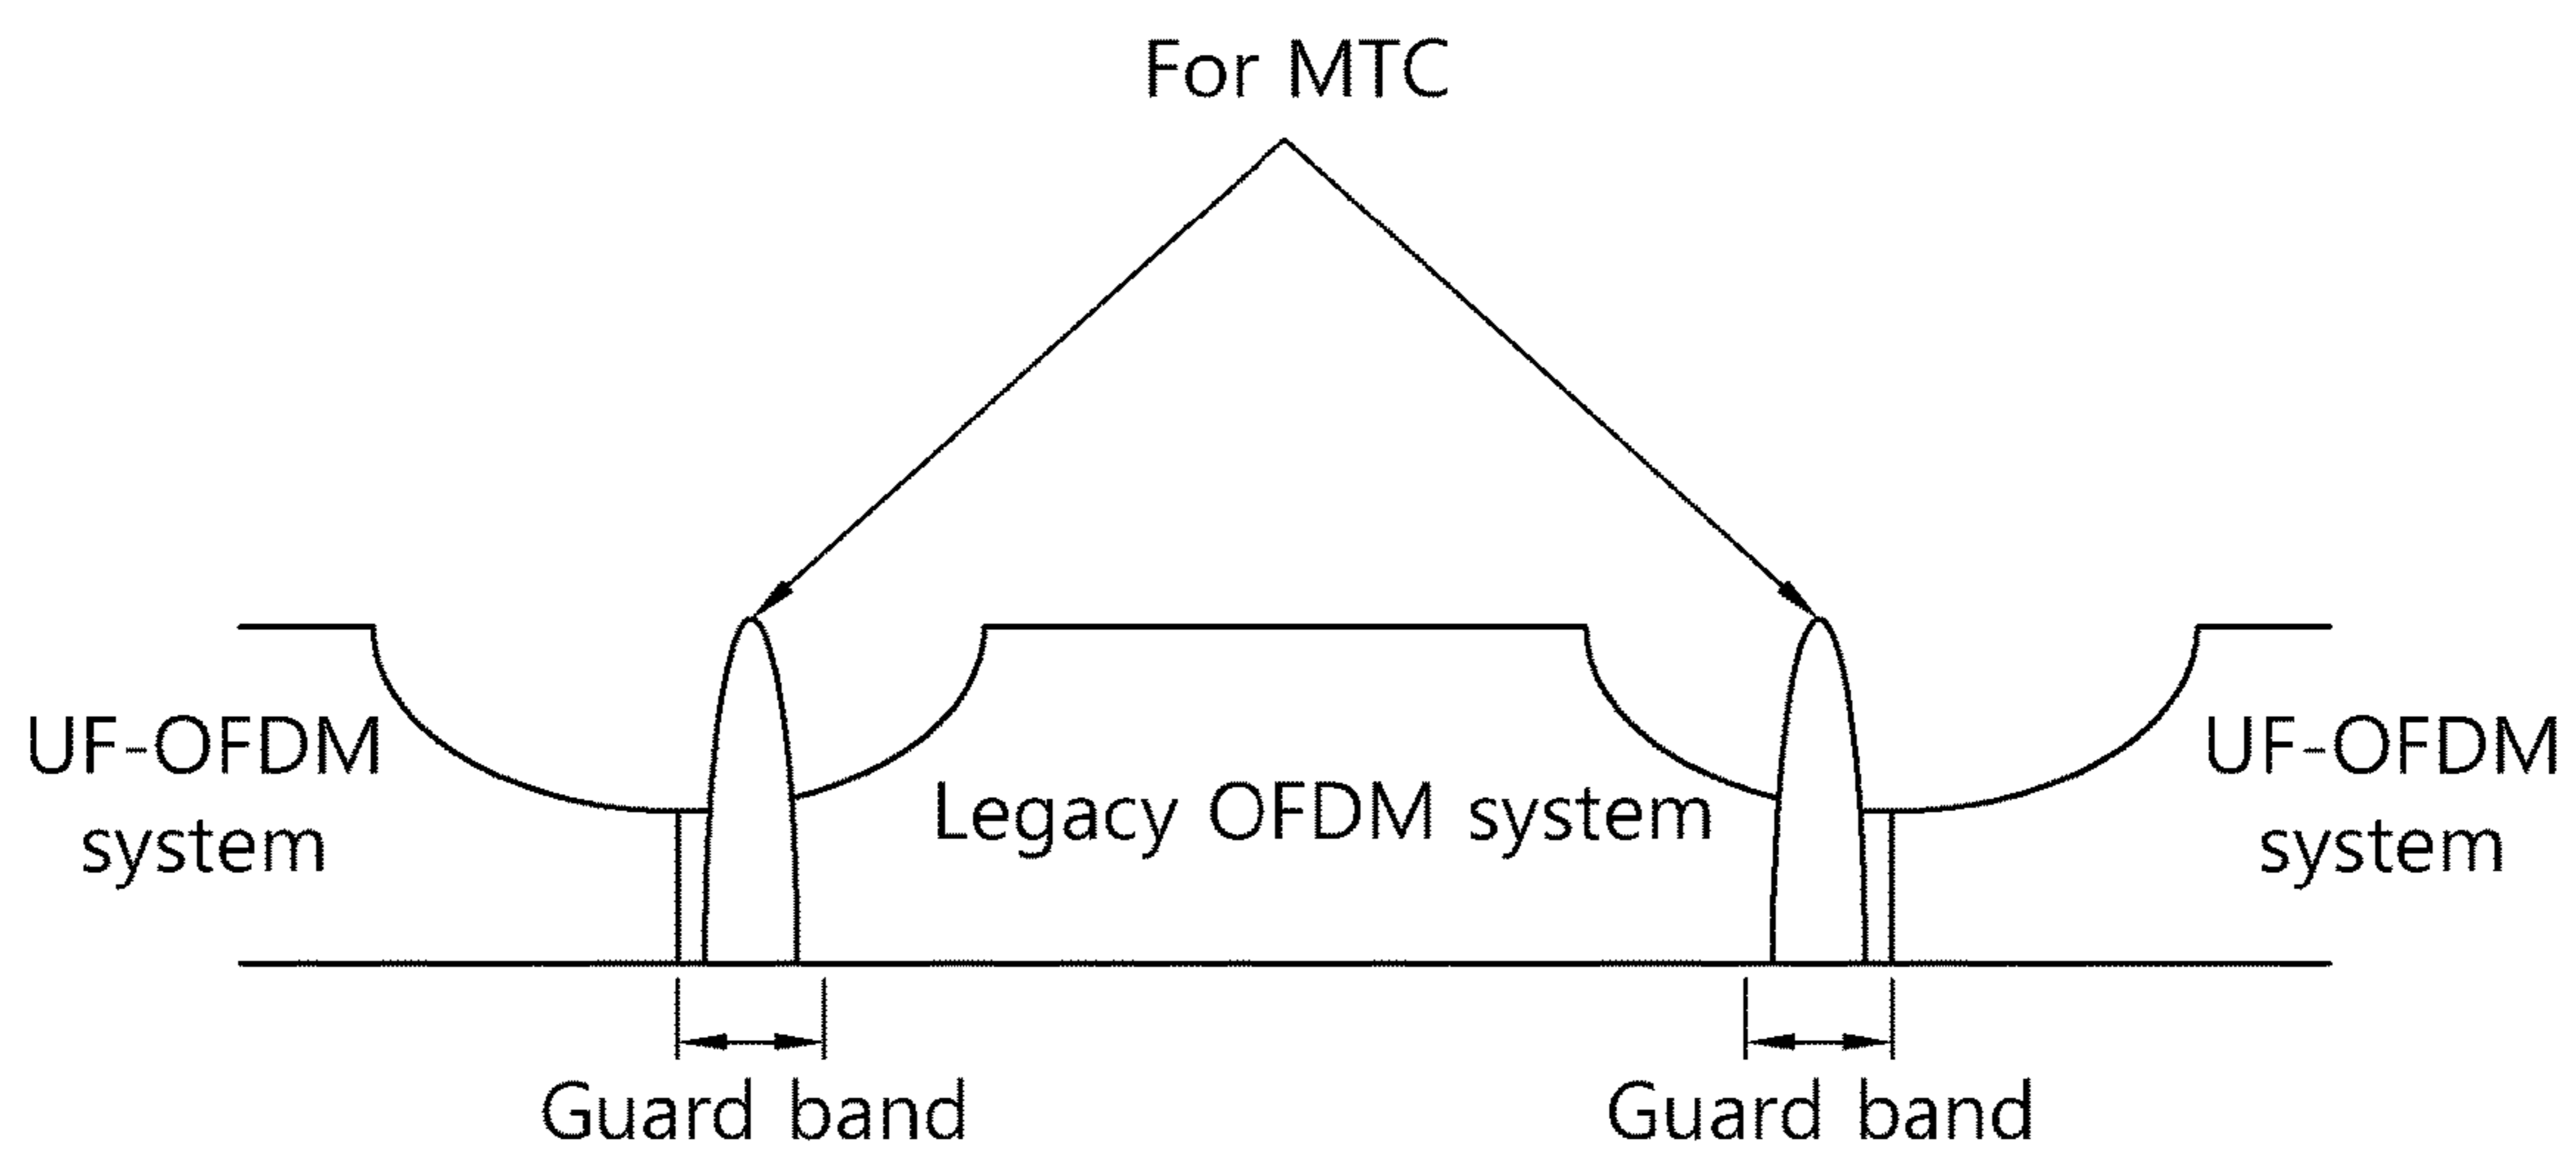 For MTC
UF-OFDM
system
Legacy OFDM system
UF-OFDM
system
Guard band
Guard band